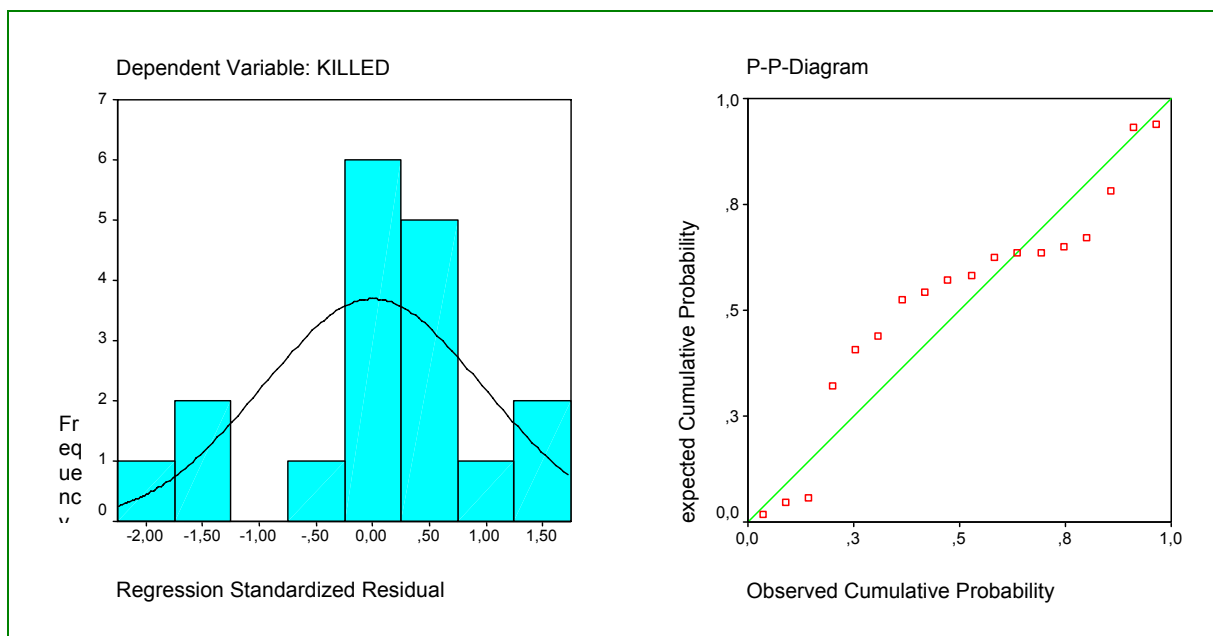 Dependent Variable: KILLED
7
6
5
4
3
2
1
0
Fr
eq
ue
nc
-2,00 -1,50 -1,00 -,50 0,00 ,50 1,00 1,50
Regression Standardized Residual
P-P-Diagram
1,0
,8
,5
,3
0,0
expected Cumulative Probability
0,0 ,3 ,5 ,8 1,0
Observed Cumulative Probability